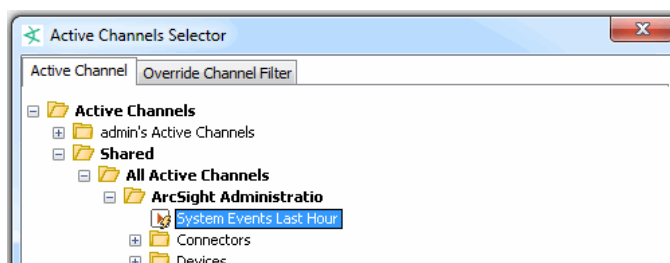 Active Channels Selector
Active Channel
Override Channel Filter
Active Channels
admin's Active Channels
Shared
All Active Channels
ArcSight Administratio
System Events Last Hour
Connectors
Devices